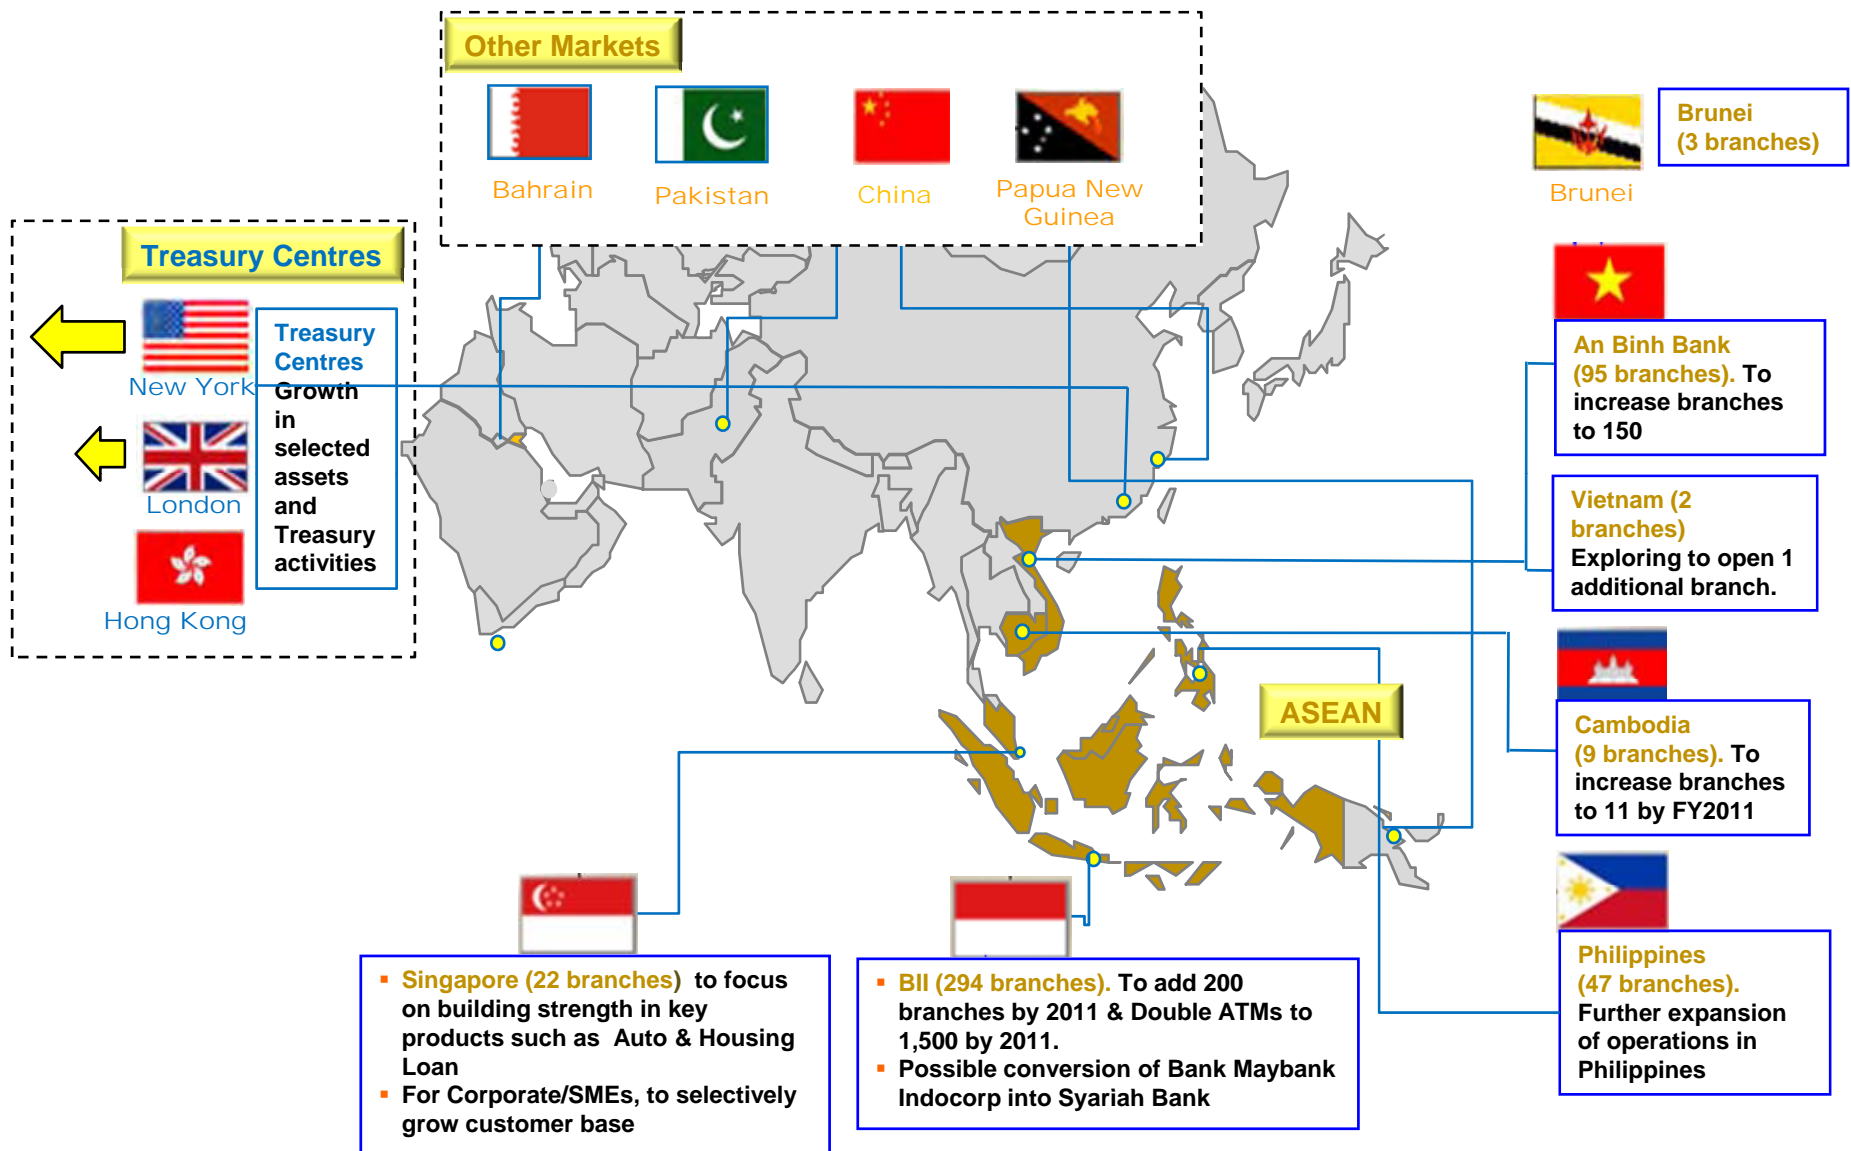 Other Markets
Bahrain
Pakistan
China
Papua New
Guinea
Brunei
Brunei
(3 branches)
Treasury Centres
New York
London
Hong Kong
Treasury
Centres
Growth
in
selected
assets
and
Treasury
activities
An Binh Bank
(95 branches). To
increase branches
to 150
Vietnam (2
branches)
Exploring to open 1
additional branch.
ASEAN
Cambodia
(9 branches). To
increase branches
to 11 by FY2011
Philippines
(47 branches).
Further expansion
of operations in
Philippines
▪ Singapore (22 branches) to focus
on building strength in key
products such as Auto & Housing
Loan
▪ For Corporate/SMEs, to selectively
grow customer base
▪ BII (294 branches). To add 200
branches by 2011 & Double ATMs to
1,500 by 2011.
▪ Possible conversion of Bank Maybank
Indocorp into Syariah Bank